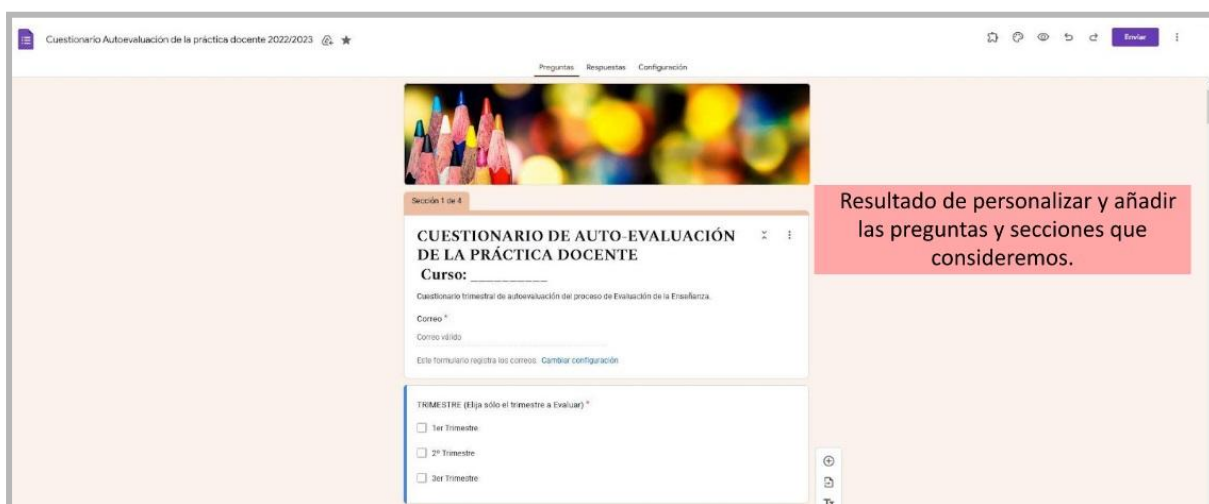 Cuestionario Autoevaluación de la práctica docente 2022/2023
Enviar
Preguntas Respuestas Configuración
Sección 1 de 4
CUESTIONARIO DE AUTO-EVALUACIÓN
DE LA PRÁCTICA DOCENTE
Curso: __________
Cuestionario trimestral de autoevaluación del proceso de Evaluación de la Enseñanza.
Correo *
Correo válido
Este formulario registra los correos. Cambiar configuración
TRIMESTRE (Elija sólo el trimestre a Evaluar) *
1er Trimestre
2º Trimestre
3er Trimestre
Resultado de personalizar y añadir
las preguntas y secciones que
consideremos.